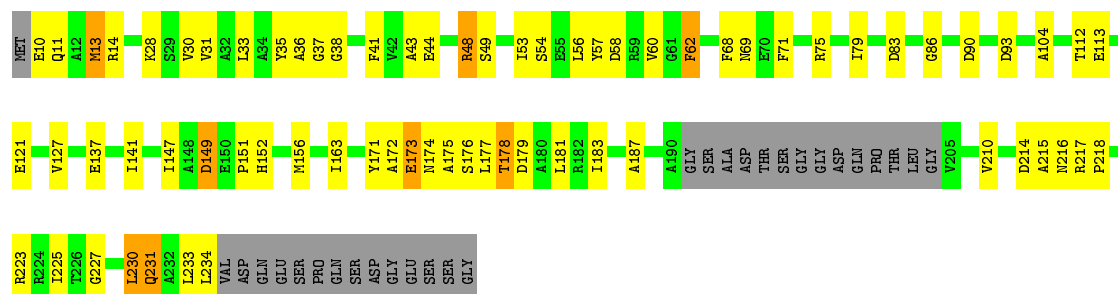 MET E10 Q11 A12 M13 R14 K28 S29 V30 V31 A32 L33 A34 Y35 A36 G37 G38 F41 V42 A43 E44 R48 S49 I53 S54 E55 L56 Y57 D58 R59 V60 G61 F62 F68 N69 E70 F71 R75 I79 D83 G86 D90 D93 A104 T112 E113
E121 V127 E137 I141 I147 A148 D149 E150 P151 H152 M156 I163 Y171 A172 E173 N174 A175 S176 L177 T178 D179 A180 L181 R182 I183 A187 A190 GLY SER ALA ASP THR SER GLY GLY ASP GLN PRO THR LEU GLY V205 V210 D214 A215 N216 R217 P218
R223 R224 I225 T226 G227 L230 Q231 A232 L233 L234 VAL ASP GLN GLU SER PRO GLN SER ASP GLY GLU SER SER GLY